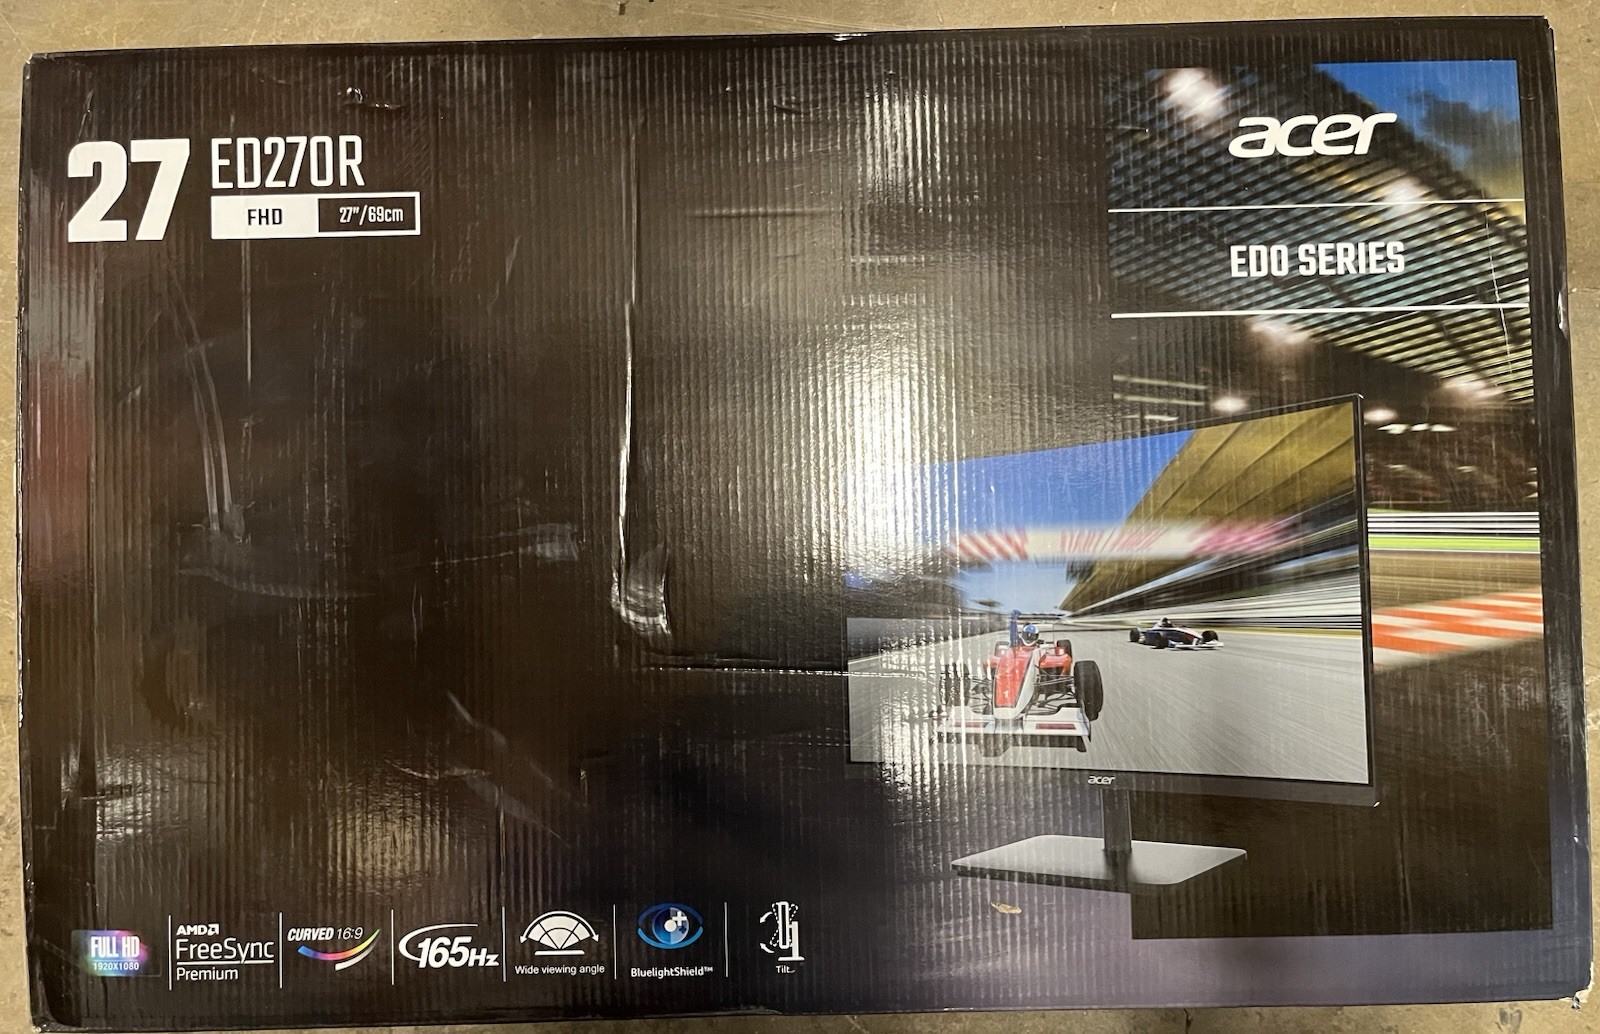 27
ED270R
FHD
27"/69cm
acer
EDO SERIES
acer
FULL HD
1920X1080
AMD
FreeSync
Premium
CURVED 16:9
165Hz
Wide viewing angle
BluelightShield™
Tilt